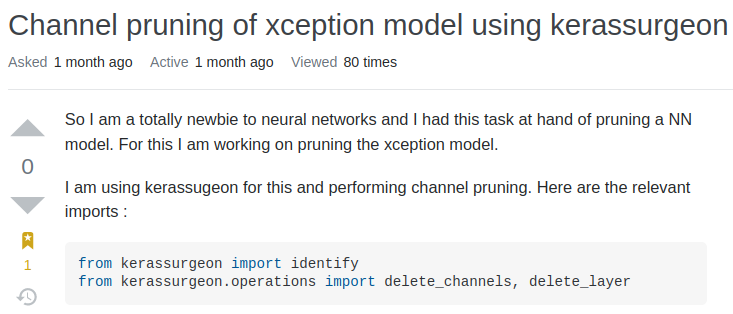 Channel pruning of xception model using kerassurgeon
Asked 1 month ago Active 1 month ago Viewed 80 times
So I am a totally newbie to neural networks and I had this task at hand of pruning a NN
model. For this I am working on pruning the xception model.
0
I am using kerassugeon for this and performing channel pruning. Here are the relevant
imports :
1
from kerassurgeon import identify
from kerassurgeon.operations import delete_channels, delete_layer